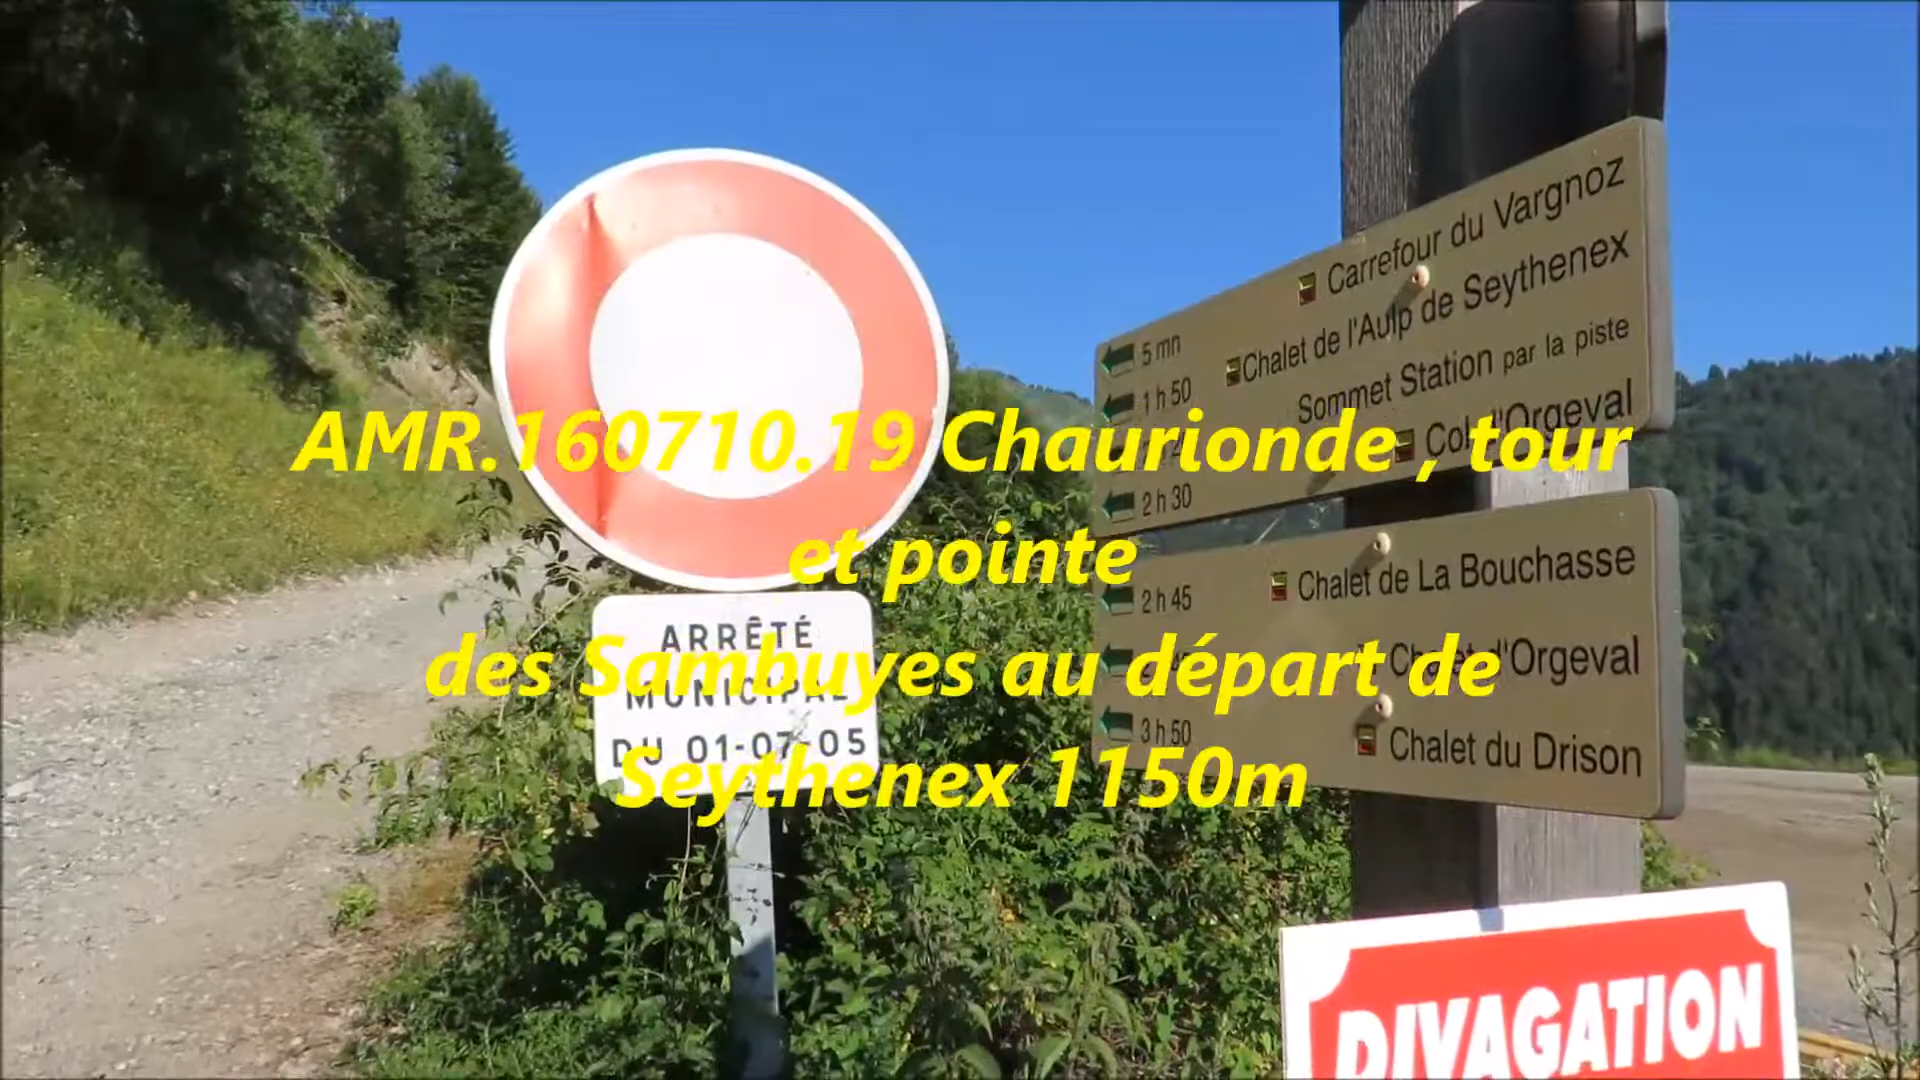 AMR.160710.19 Chaurionde , tour
et pointe
des Sambuyes au départ de
Seythenex 1150m
ARRÊTÉ
MUNICIPAL
DU 01-07-05
5 mn Carrefour du Vargnoz
1 h 50 Chalet de l'Aulp de Seythenex
Sommet Station par la piste
2 h 30 Col d'Orgeval
2 h 45 Chalet de La Bouchasse
Chalet d'Orgeval
3 h 50 Chalet du Drison
DIVAGATION